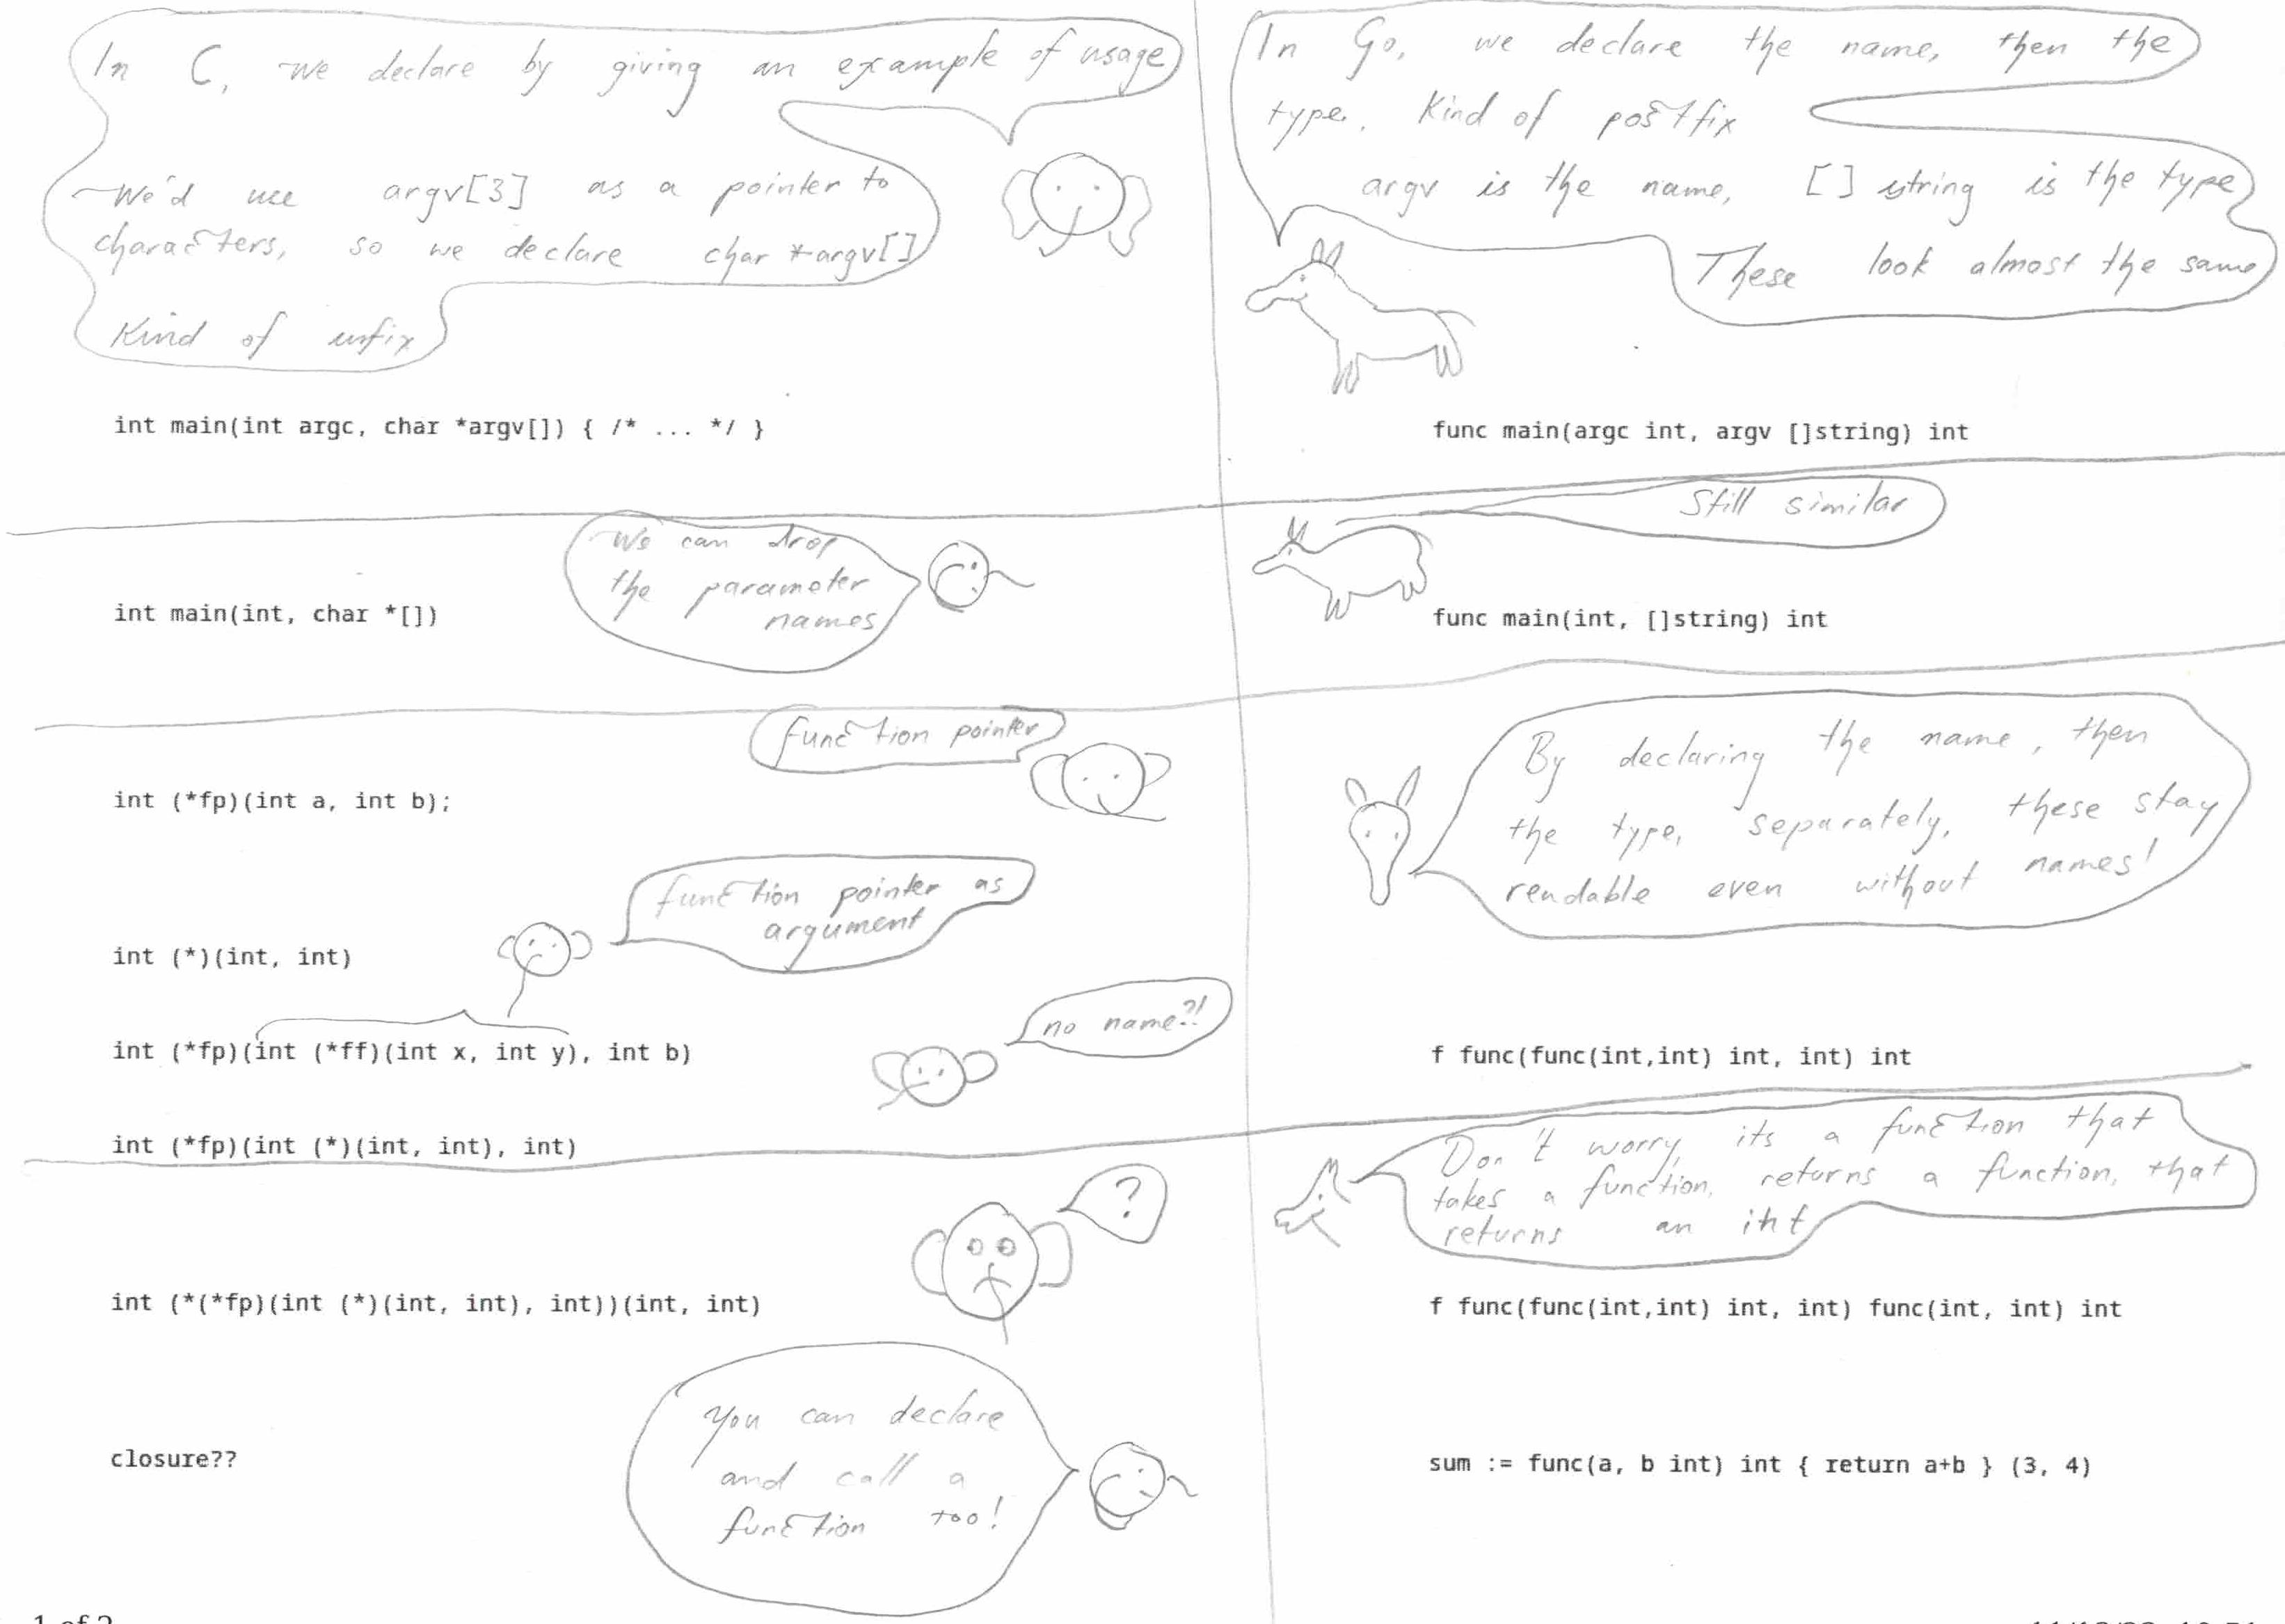 In C, we declare by giving an example of usage
We'd use argv[3] as a pointer to
characters, so we declare char *argv[]
Kind of infix
int main(int argc, char *argv[]) { /* ... */ }
In Go, we declare the name, then the
type. Kind of postfix
argv is the name, []string is the type
These look almost the same
func main(argc int, argv []string) int
We can drop
the parameter
names
int main(int, char *[])
Still similar
func main(int, []string) int
function pointer
int (*fp)(int a, int b);
function pointer as
argument
int (*)(int, int)
no name?!
int (*fp)(int (*ff)(int x, int y), int b)
int (*fp)(int (*)(int, int), int)
By declaring the name, then
the type, separately, these stay
readable even without names!
f func(func(int,int) int, int) int
?
int (*(*fp)(int (*)(int, int), int))(int, int)
Don't worry, its a function that
takes a function, returns a function, that
returns an int
f func(func(int,int) int, int) func(int, int) int
You can declare
and call a
function too!
closure??
sum := func(a, b int) int { return a+b } (3, 4)